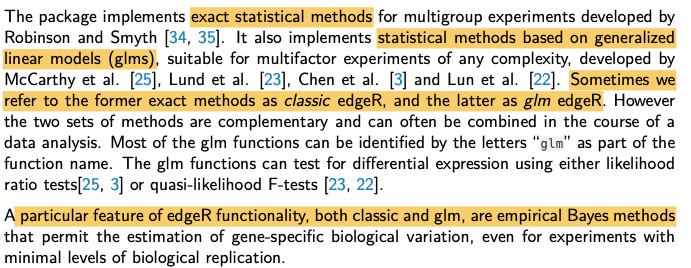 The package implements exact statistical methods for multigroup experiments developed by
Robinson and Smyth [34, 35]. It also implements statistical methods based on generalized
linear models (glms), suitable for multifactor experiments of any complexity, developed by
McCarthy et al. [25], Lund et al. [23], Chen et al. [3] and Lun et al. [22]. Sometimes we
refer to the former exact methods as classic edgeR, and the latter as glm edgeR. However
the two sets of methods are complementary and can often be combined in the course of a
data analysis. Most of the glm functions can be identified by the letters “glm” as part of the
function name. The glm functions can test for differential expression using either likelihood
ratio tests[25, 3] or quasi-likelihood F-tests [23, 22].
A particular feature of edgeR functionality, both classic and glm, are empirical Bayes methods
that permit the estimation of gene-specific biological variation, even for experiments with
minimal levels of biological replication.